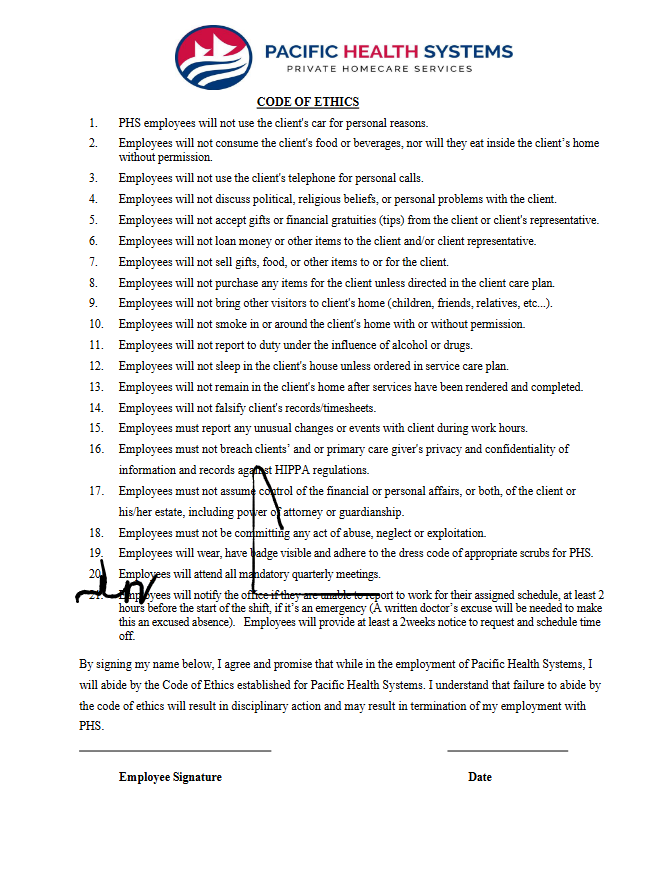 PACIFIC HEALTH SYSTEMS
PRIVATE HOMECARE SERVICES
CODE OF ETHICS
1. PHS employees will not use the client's car for personal reasons.
2. Employees will not consume the client's food or beverages, nor will they eat inside the client's home
without permission.
3. Employees will not use the client's telephone for personal calls.
4. Employees will not discuss political, religious beliefs, or personal problems with the client.
5. Employees will not accept gifts or financial gratuities (tips) from the client or client's representative.
6. Employees will not loan money or other items to the client and/or client representative.
7. Employees will not sell gifts, food, or other items to or for the client.
8. Employees will not purchase any items for the client unless directed in the client care plan.
9. Employees will not bring other visitors to client's home (children, friends, relatives, etc...).
10. Employees will not smoke in or around the client's home with or without permission.
11. Employees will not report to duty under the influence of alcohol or drugs.
12. Employees will not sleep in the client's house unless ordered in service care plan.
13. Employees will not remain in the client's home after services have been rendered and completed.
14. Employees will not falsify client's records/timesheets.
15. Employees must report any unusual changes or events with client during work hours.
16. Employees must not breach clients' and or primary care giver's privacy and confidentiality of
information and records against HIPPA regulations.
17. Employees must not assume control of the financial or personal affairs, or both, of the client or
his/her estate, including power of attorney or guardianship.
18. Employees must not be committing any act of abuse, neglect or exploitation.
19. Employees will wear, have badge visible and adhere to the dress code of appropriate scrubs for PHS.
20. Employees will attend all mandatory quarterly meetings.
21. Employees will notify the office if they are unable to report to work for their assigned schedule, at least 2
hours before the start of the shift, if it's an emergency (A written doctor's excuse will be needed to make
this an excused absence). Employees will provide at least a 2weeks notice to request and schedule time
off.
By signing my name below, I agree and promise that while in the employment of Pacific Health Systems, I
will abide by the Code of Ethics established for Pacific Health Systems. I understand that failure to abide by
the code of ethics will result in disciplinary action and may result in termination of my employment with
PHS.
Employee Signature Date